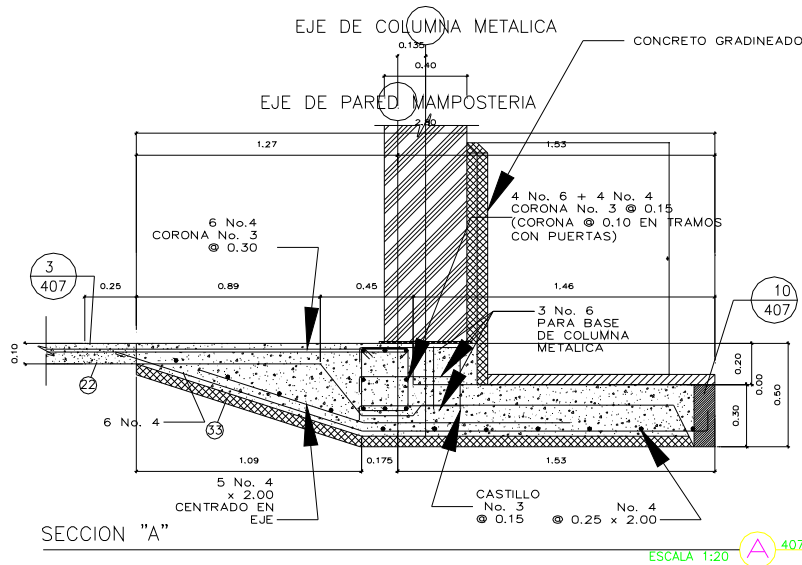 EJE DE COLUMNA METALICA
0.135
CONCRETO GRADINEADO
0.40
EJE DE PARED MAMPOSTERIA
2.80
1.27
1.53
4 No. 6 + 4 No. 4
CORONA No. 3 @ 0.15
(CORONA @ 0.10 EN TRAMOS
CON PUERTAS)
6 No.4
CORONA No. 3
@ 0.30
3
407
0.25
0.89
0.45
1.46
10
407
3 No. 6
PARA BASE
DE COLUMNA
METALICA
0.10
0.20
0.00
0.50
0.30
22
6 No. 4
33
1.09
0.175
1.53
5 No. 4
x 2.00
CENTRADO EN
EJE
CASTILLO
No. 3
@ 0.15
No. 4
@ 0.25 x 2.00
SECCION "A"
ESCALA 1:20
A
407